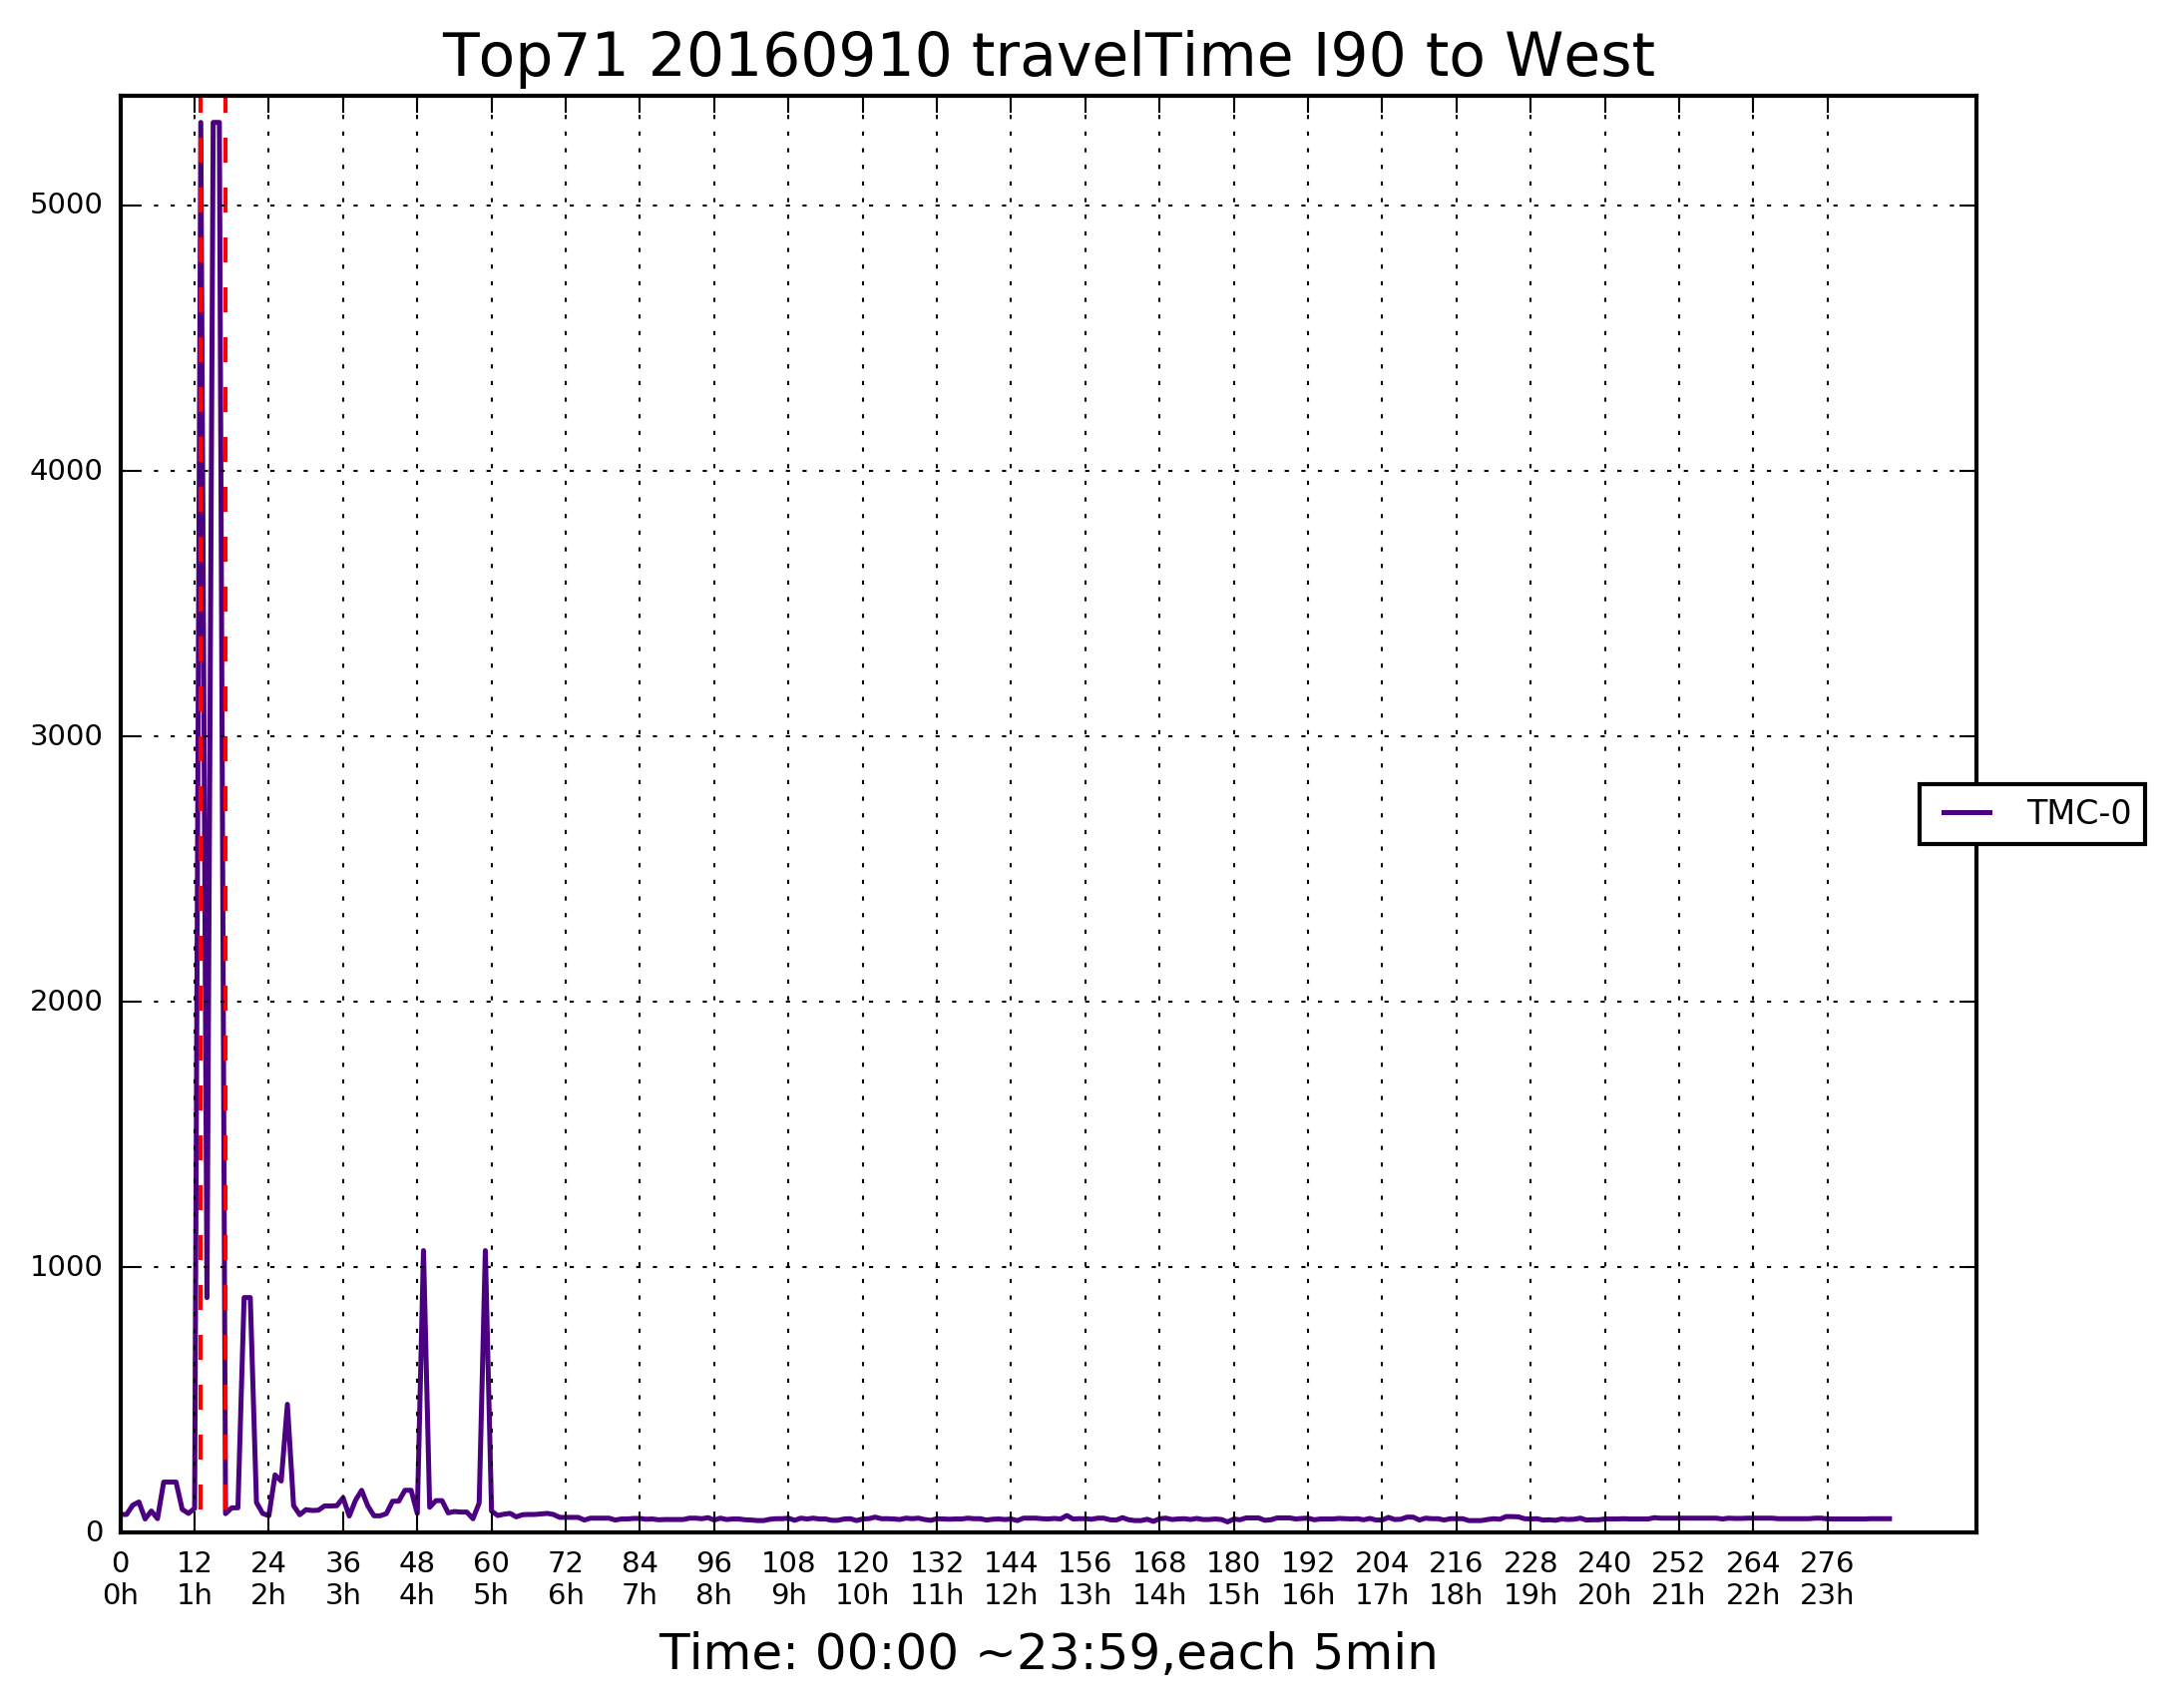 Top71 20160910 travelTime I90 to West
5000
4000
3000
2000
1000
0
TMC-0
0 12 24 36 48 60 72 84 96 108 120 132 144 156 168 180 192 204 216 228 240 252 264 276
0h 1h 2h 3h 4h 5h 6h 7h 8h 9h 10h 11h 12h 13h 14h 15h 16h 17h 18h 19h 20h 21h 22h 23h
Time: 00:00 ~23:59,each 5min